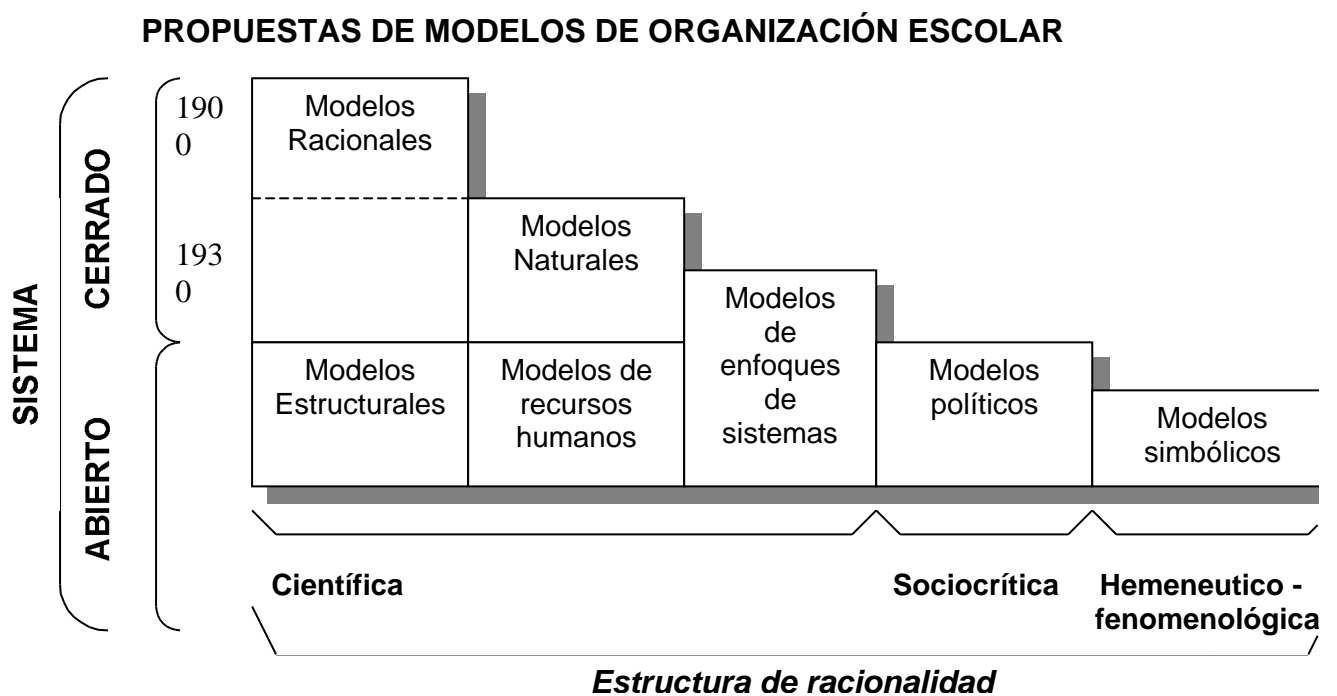 PROPUESTAS DE MODELOS DE ORGANIZACIÓN ESCOLAR
SISTEMA
CERRADO
ABIERTO
190
0
193
0
Modelos
Racionales
Modelos
Naturales
Modelos
de
enfoques
de
sistemas
Modelos
Estructurales
Modelos de
recursos
humanos
Modelos
políticos
Modelos
simbólicos
Científica
Sociocrítica
Hemeneutico -
fenomenológica
Estructura de racionalidad